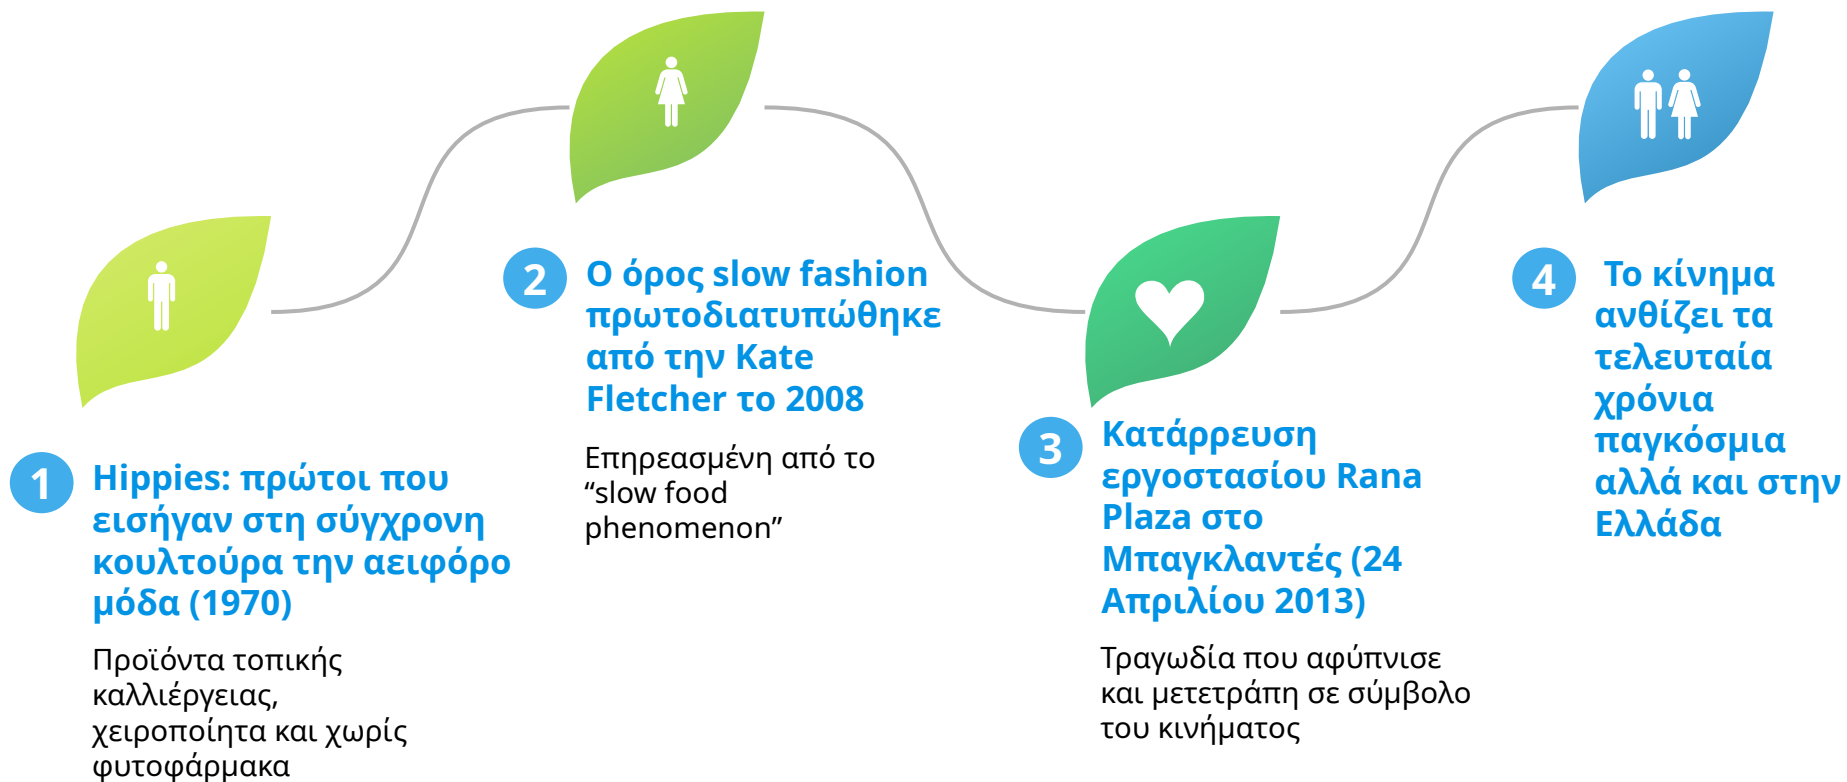 1
Hippies: πρώτοι που
εισήγαν στη σύγχρονη
κουλτούρα την αειφόρο
μόδα (1970)
Προϊόντα τοπικής
καλλιέργειας,
χειροποίητα και χωρίς
φυτοφάρμακα
2
Ο όρος slow fashion
πρωτοδιατυπώθηκε
από την Kate
Fletcher το 2008
Επηρεασμένη από το
“slow food
phenomenon”
3
Κατάρρευση
εργοστασίου Rana
Plaza στο
Μπαγκλαντές (24
Απριλίου 2013)
Τραγωδία που αφύπνισε
και μετετράπη σε σύμβολο
του κινήματος
4
Το κίνημα
ανθίζει τα
τελευταία
χρόνια
παγκόσμια
αλλά και στην
Ελλάδα